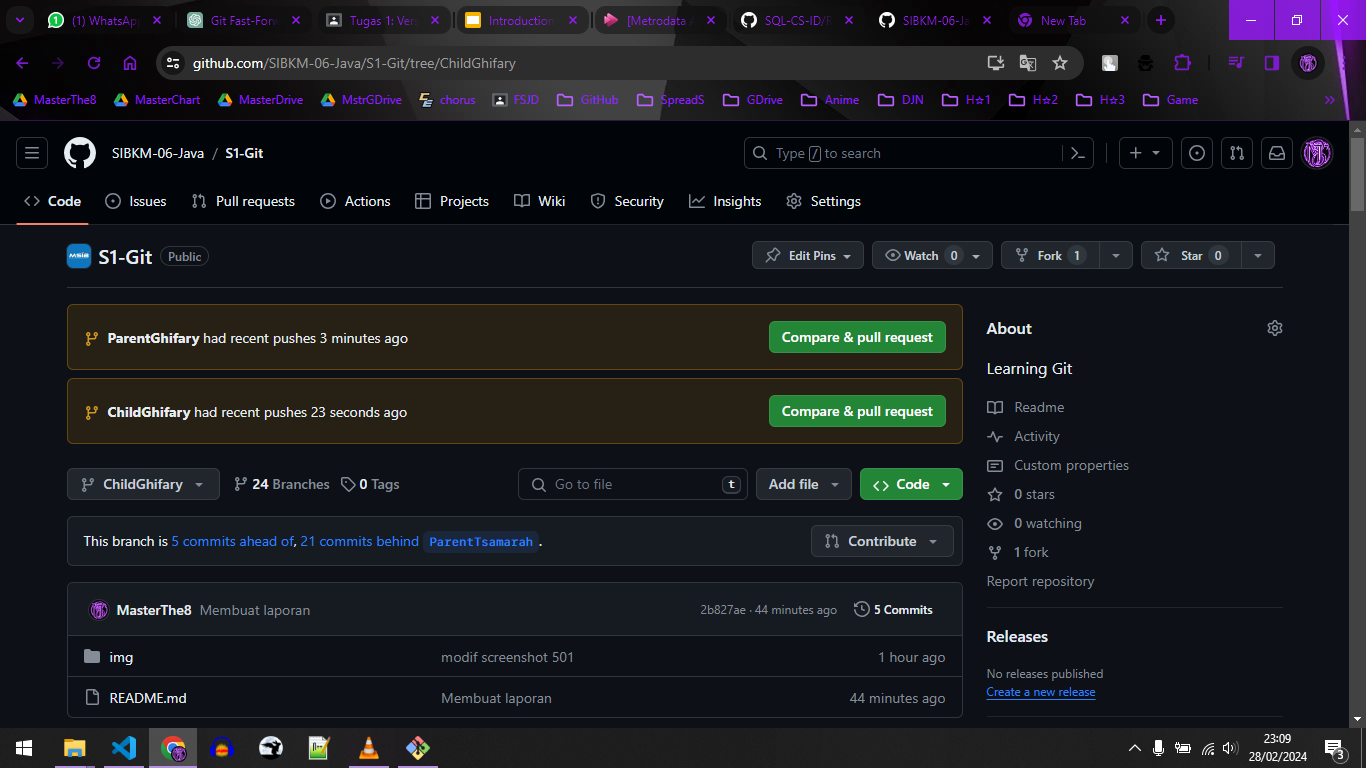 (1) WhatsApp
Git Fast-Forw
Tugas 1: Vers
Introduction
[Metrodata A
SQL-CS-ID/F
SIBKM-06-Ja
New Tab
github.com/SIBKM-06-Java/S1-Git/tree/ChildGhifary
MasterThe8
MasterChart
MasterDrive
MstrGDrive
chorus
FSJD
GitHub
SpreadS
GDrive
Anime
DJN
H☆1
H☆2
H☆3
Game
»
SIBKM-06-Java / S1-Git
Type / to search
Code
Issues
Pull requests
Actions
Projects
Wiki
Security
Insights
Settings
MSIB
S1-Git
Public
Edit Pins
Watch 0
Fork 1
Star 0
ParentGhifary had recent pushes 3 minutes ago
Compare & pull request
ChildGhifary had recent pushes 23 seconds ago
Compare & pull request
ChildGhifary
24 Branches
0 Tags
Go to file
t
Add file
Code
This branch is 5 commits ahead of, 21 commits behind ParentTsamarah.
Contribute
MasterThe8 Membuat laporan
2b827ae · 44 minutes ago
5 Commits
img
modif screenshot 501
1 hour ago
README.md
Membuat laporan
44 minutes ago
About
Learning Git
Readme
Activity
Custom properties
0 stars
0 watching
1 fork
Report repository
Releases
No releases published
Create a new release
23:09
28/02/2024
3